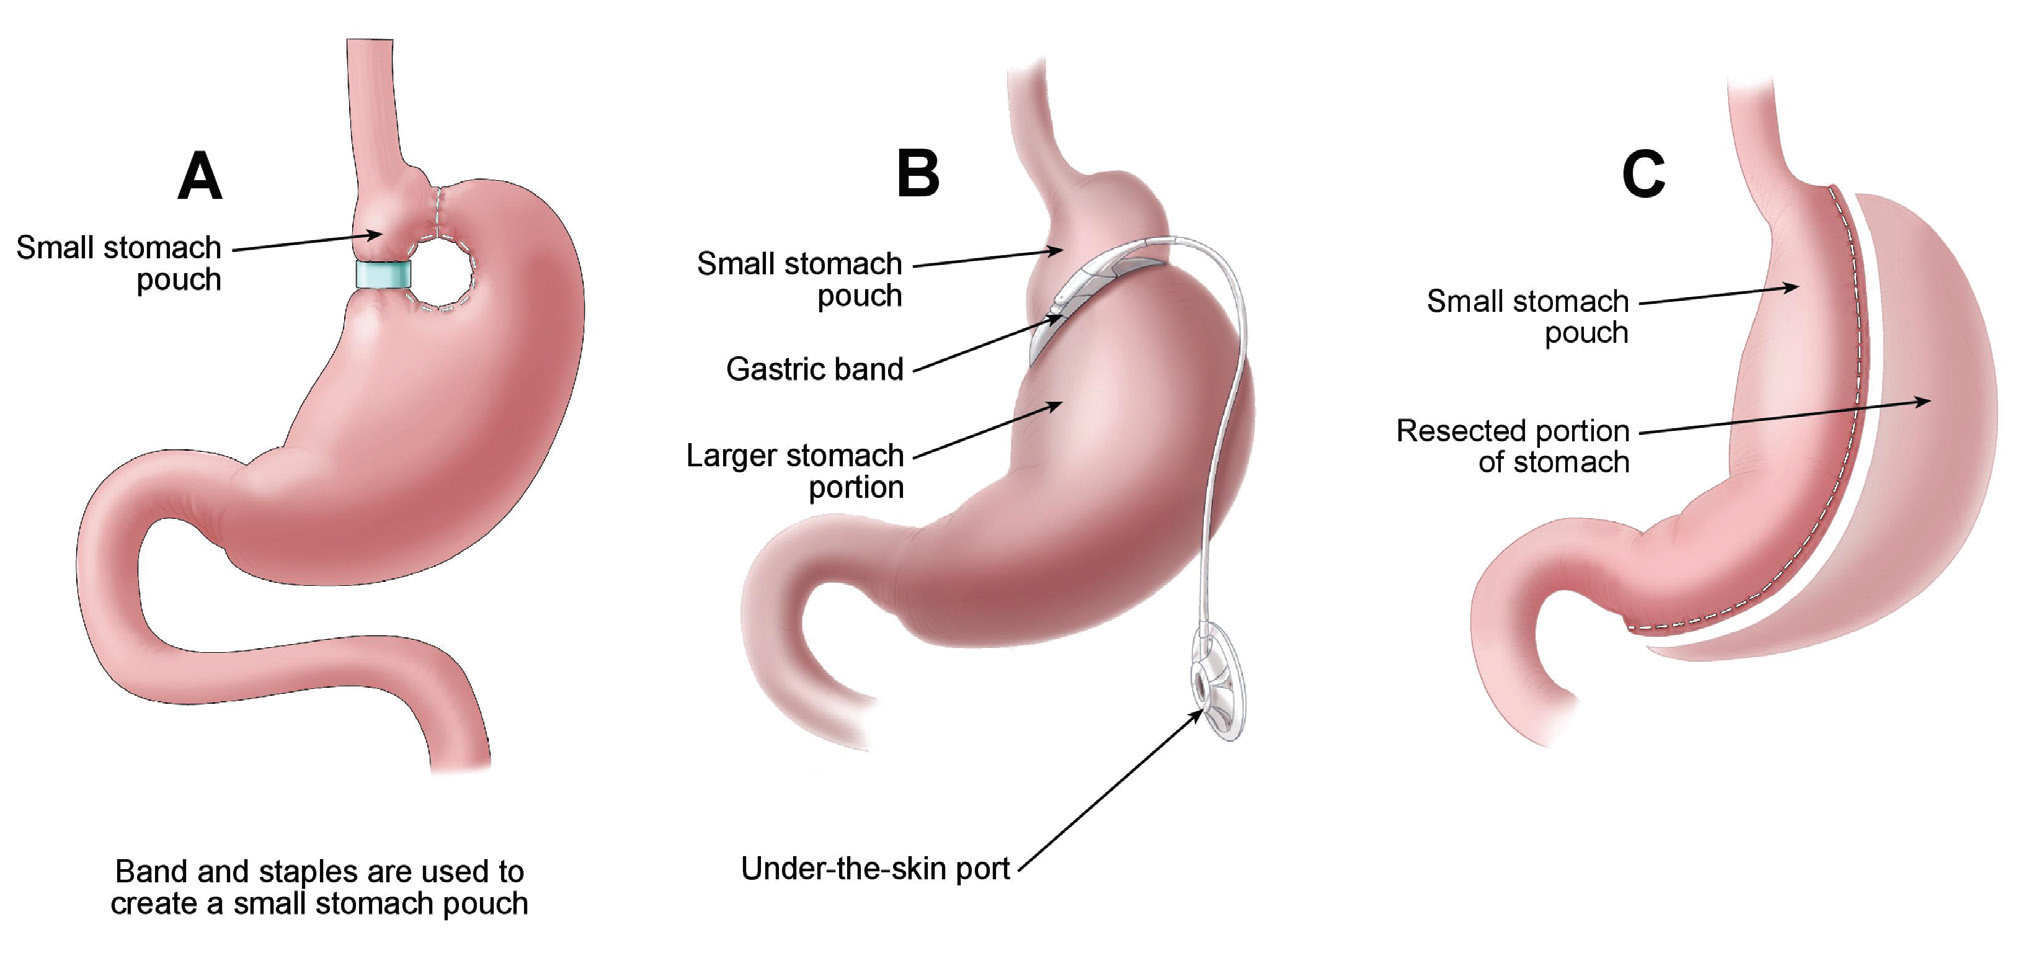 A
Small stomach
pouch
Band and staples are used to
create a small stomach pouch
B
Small stomach
pouch
Gastric band
Larger stomach
portion
Under-the-skin port
C
Small stomach
pouch
Resected portion
of stomach